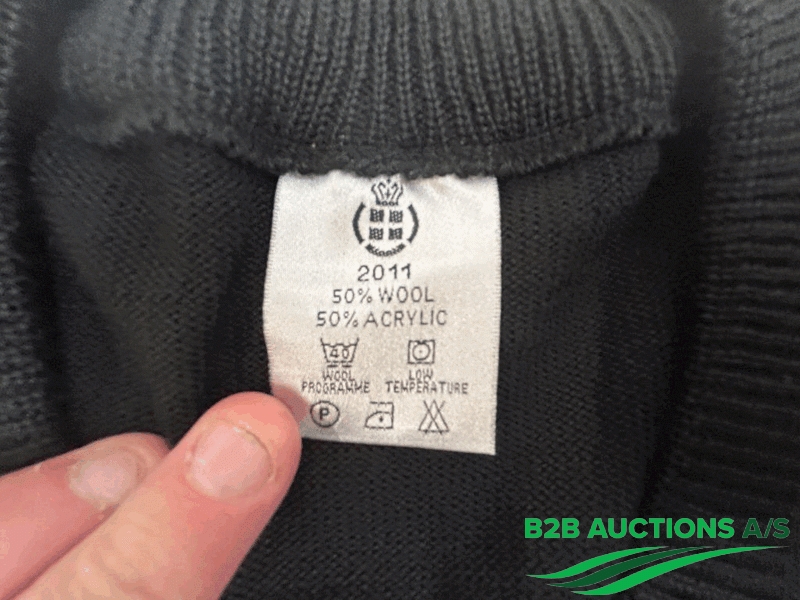 2011
50% WOOL
50% ACRYLIC
40
WOOL PROGRAMME
LOW TEMPERATURE
P
B2B AUCTIONS A/S